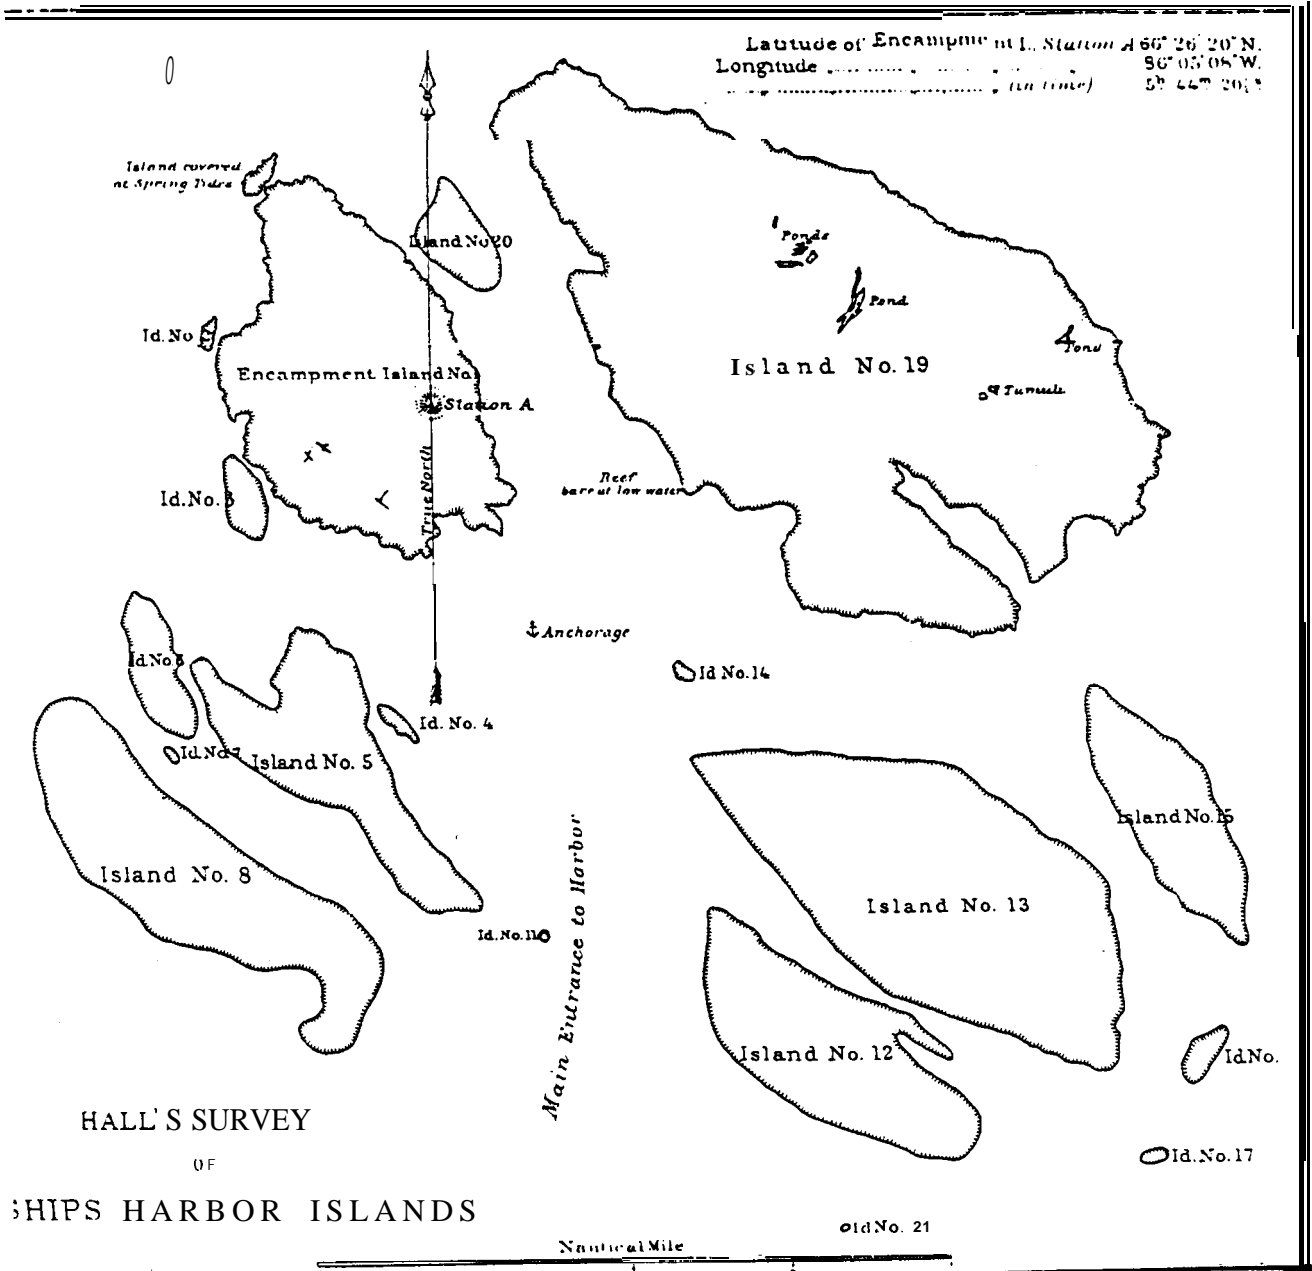 Latitude of Encampment I., Station A 66° 26' 20" N.
Longitude 86° 05' 08" W.
(in time) 5h 44m
Island covered
at Spring Tides
Island No 20
Ponds
Pond
Id. No
Island No. 19
Pond
Encampment Island No.
Tumuli
Station A
True North
Reef
bare at low water
Id. No. 3
Anchorage
Id No. 6
Id No. 14
Id. No. 4
Id. No 7
Island No. 5
Island No. 15
Island No. 8
Island No. 13
Id. No. 11
Main Entrance to Harbor
Island No. 12
Id No.
HALL'S SURVEY
OF
SHIPS HARBOR ISLANDS
Id. No. 17
Id No. 21
Nautical Mile